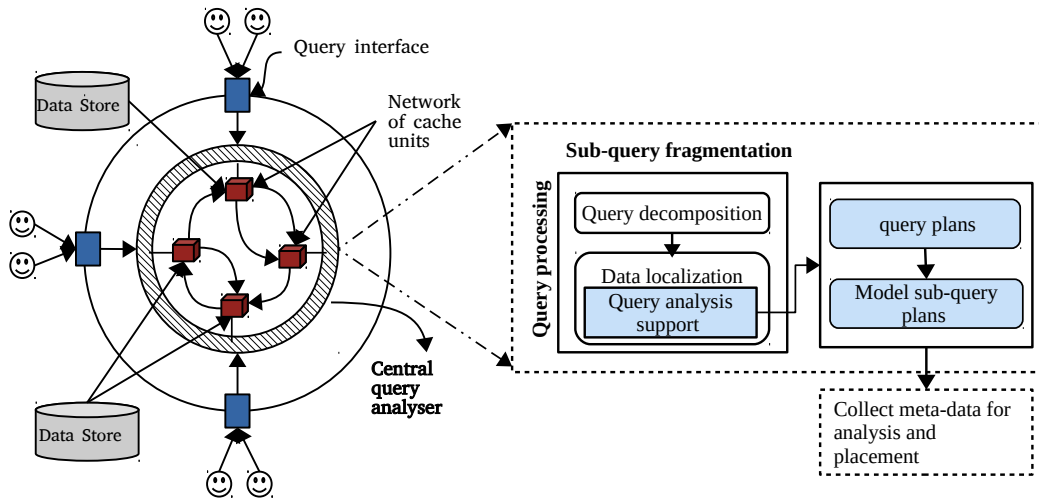 Query interface
Data Store
Network
of cache
units
Sub-query fragmentation
Query processing
Query decomposition
Data localization
Query analysis
support
query plans
Model sub-query
plans
Central
query
analyser
Data Store
Collect meta-data for
analysis and
placement